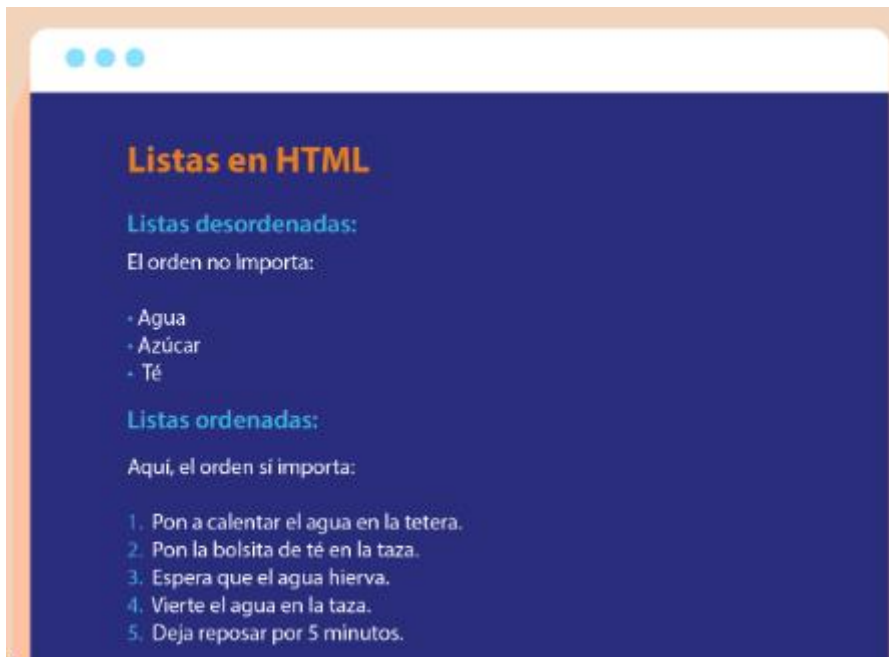 Listas en HTML
Listas desordenadas:
El orden no importa:
• Agua
• Azúcar
• Té
Listas ordenadas:
Aquí, el orden sí importa:
1. Pon a calentar el agua en la tetera.
2. Pon la bolsita de té en la taza.
3. Espera que el agua hierva.
4. Vierte el agua en la taza.
5. Deja reposar por 5 minutos.